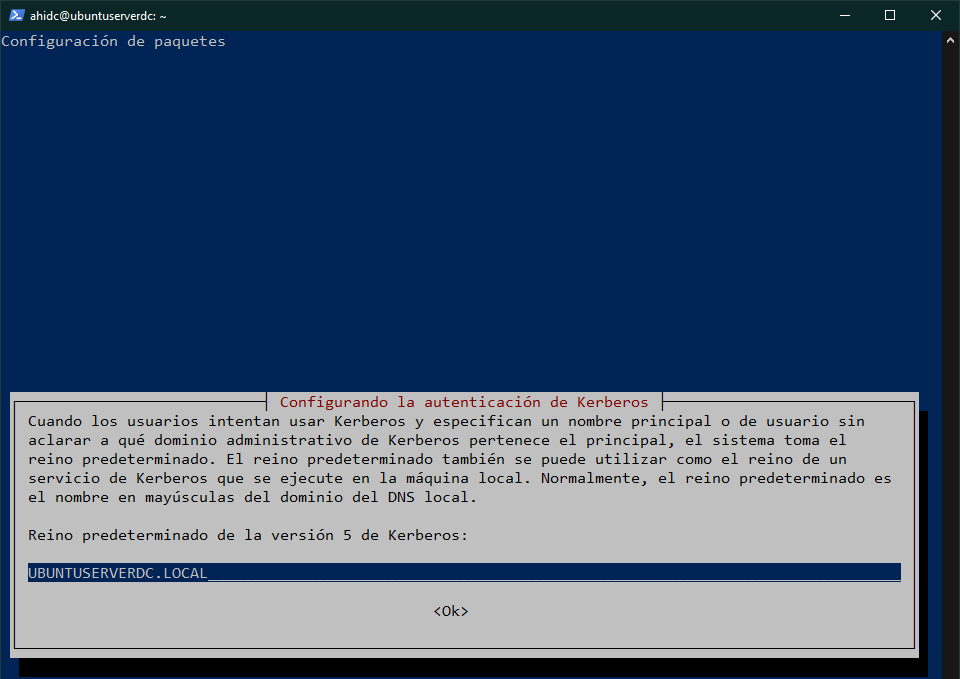 ahidc@ubuntuserverdc: ~
Configuración de paquetes
Configurando la autenticación de Kerberos
Cuando los usuarios intentan usar Kerberos y especifican un nombre principal o de usuario sin
aclarar a qué dominio administrativo de Kerberos pertenece el principal, el sistema toma el
reino predeterminado. El reino predeterminado también se puede utilizar como el reino de un
servicio de Kerberos que se ejecute en la máquina local. Normalmente, el reino predeterminado es
el nombre en mayúsculas del dominio del DNS local.
Reino predeterminado de la versión 5 de Kerberos:
UBUNTUSERVERDC.LOCAL
<Ok>